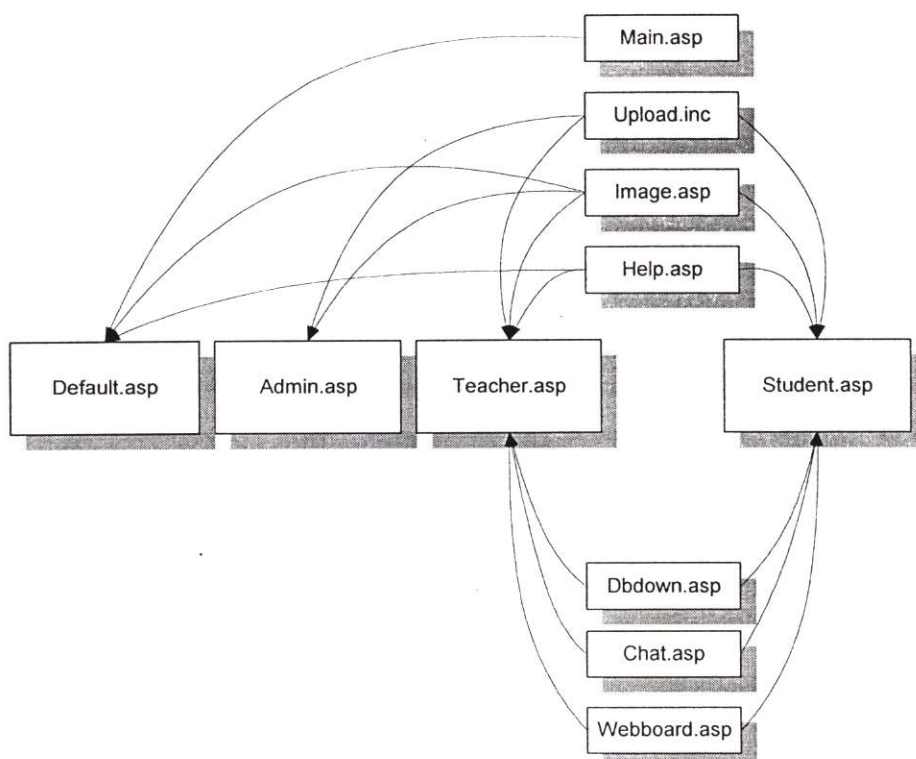 Main.asp
Upload.inc
Image.asp
Help.asp
Default.asp
Admin.asp
Teacher.asp
Student.asp
Dbdown.asp
Chat.asp
Webboard.asp